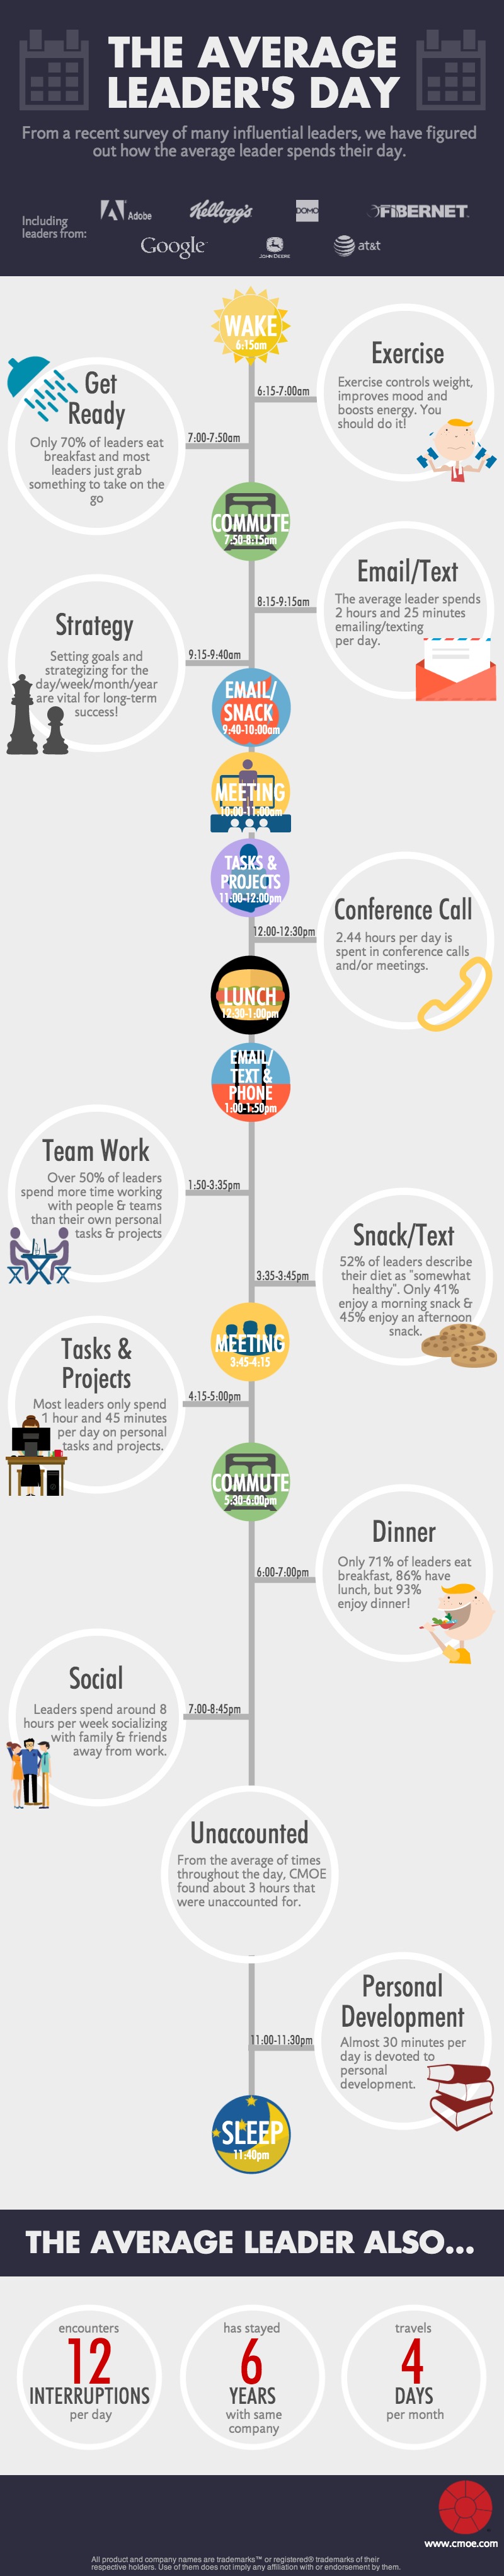 THE AVERAGE
LEADER'S DAY
From a recent survey of many influential leaders, we have figured
out how the average leader spends their day.
Including
leaders from:
Adobe
Kellogg's
DOMO
FIBERNET
Google
JOHN DEERE
at&t
WAKE
6:15am
Exercise
Exercise controls weight,
improves mood and
boosts energy. You
should do it!
6:15-7:00am
Get
Ready
Only 70% of leaders eat
breakfast and most
leaders just grab
something to take on the
go
7:00-7:50am
COMMUTE
7:50-8:15am
Email/Text
The average leader spends
2 hours and 25 minutes
emailing/texting
per day.
8:15-9:15am
Strategy
Setting goals and
strategizing for the
day/week/month/year
are vital for long-term
success!
9:15-9:40am
EMAIL/
SNACK
9:40-10:00am
MEETING
10:00-11:00am
TASKS &
PROJECTS
11:00-12:00pm
Conference Call
2.44 hours per day is
spent in conference calls
and/or meetings.
12:00-12:30pm
LUNCH
12:30-1:00pm
EMAIL/
TEXT &
PHONE
1:00-1:50pm
Team Work
Over 50% of leaders
spend more time working
with people & teams
than their own personal
tasks & projects
1:50-3:35pm
Snack/Text
52% of leaders describe
their diet as "somewhat
healthy". Only 41%
enjoy a morning snack &
45% enjoy an afternoon
snack.
3:35-3:45pm
MEETING
3:45-4:15
Tasks &
Projects
Most leaders only spend
1 hour and 45 minutes
per day on personal
tasks and projects.
4:15-5:00pm
COMMUTE
5:30-6:00pm
Dinner
Only 71% of leaders eat
breakfast, 86% have
lunch, but 93%
enjoy dinner!
6:00-7:00pm
Social
Leaders spend around 8
hours per week socializing
with family & friends
away from work.
7:00-8:45pm
Unaccounted
From the average of times
throughout the day, CMOE
found about 3 hours that
were unaccounted for.
Personal
Development
Almost 30 minutes per
day is devoted to
personal
development.
11:00-11:30pm
SLEEP
11:40pm
THE AVERAGE LEADER ALSO...
encounters
12
INTERRUPTIONS
per day
has stayed
6
YEARS
with same
company
travels
4
DAYS
per month
www.cmoe.com
All product and company names are trademarks™ or registered® trademarks of their
respective holders. Use of them does not imply any affiliation with or endorsement by them.